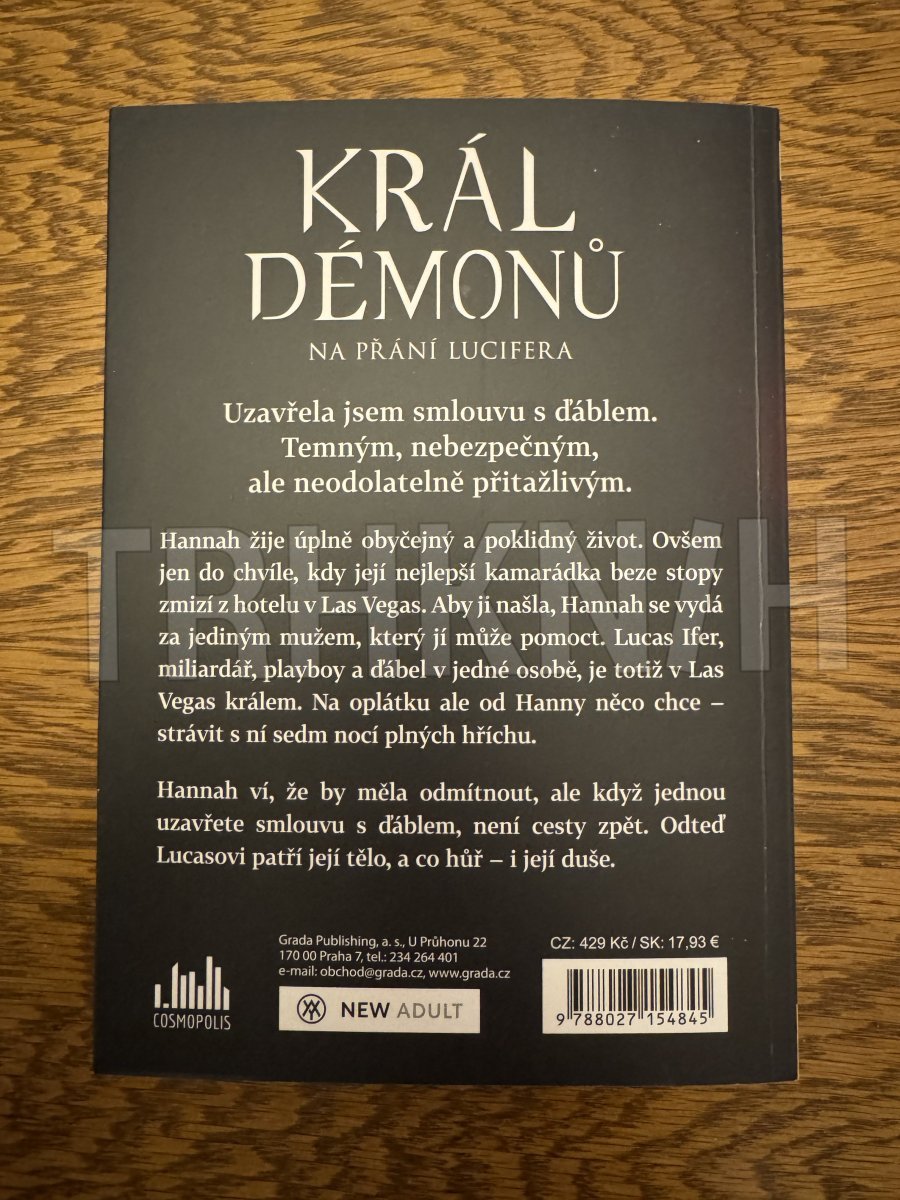 KRÁL
DÉMONŮ
NA PŘÁNÍ LUCIFERA
Uzavřela jsem smlouvu s ďáblem.
Temným, nebezpečným,
ale neodolatelně přitažlivým.
Hannah žije úplně obyčejný a poklidný život. Ovšem
jen do chvíle, kdy její nejlepší kamarádka beze stopy
zmizí z hotelu v Las Vegas. Aby ji našla, Hannah se vydá
za jediným mužem, který jí může pomoct. Lucas Ifer,
miliardář, playboy a ďábel v jedné osobě, je totiž v Las
Vegas králem. Na oplátku ale od Hanny něco chce –
strávit s ní sedm nocí plných hříchu.
Hannah ví, že by měla odmítnout, ale když jednou
uzavřete smlouvu s ďáblem, není cesty zpět. Odteď
Lucasovi patří její tělo, a co hůř – i její duše.
Grada Publishing, a. s., U Průhonu 22
170 00 Praha 7, tel.: 234 264 401
e-mail: obchod@grada.cz, www.grada.cz
CZ: 429 Kč / SK: 17,93 €
COSMOPOLIS
NEW ADULT
9 788027 154845